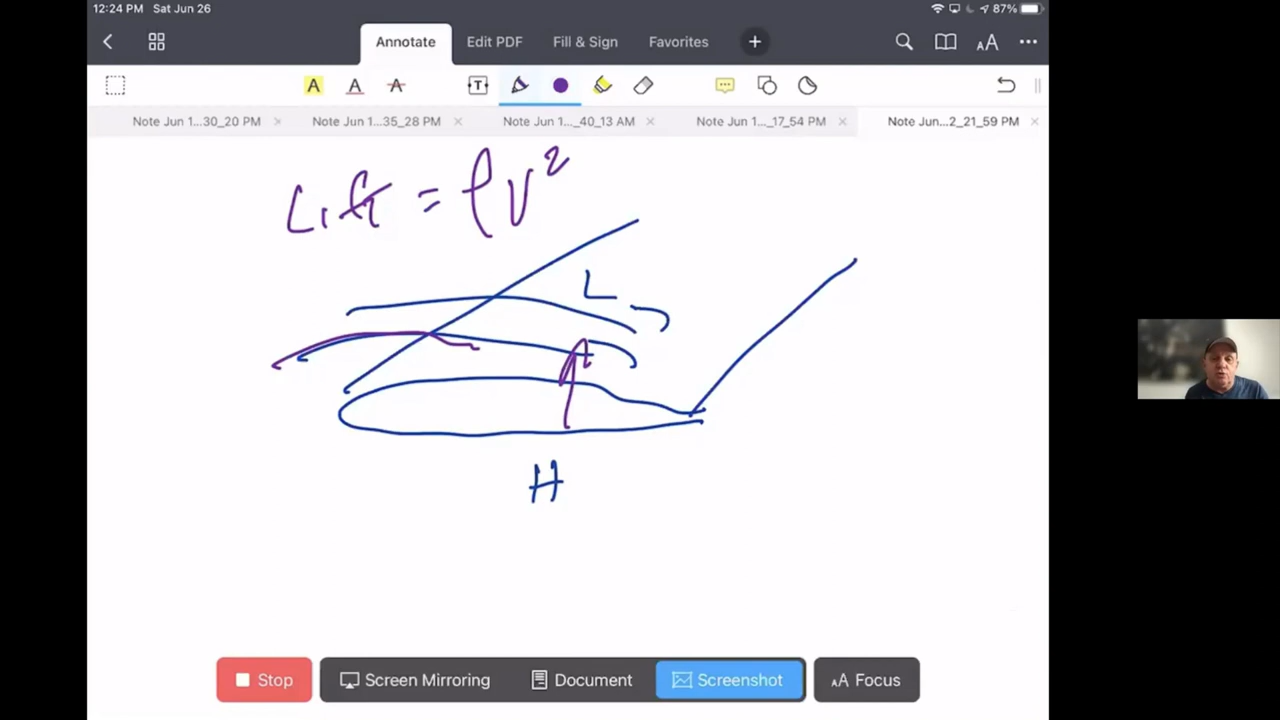 12:24 PM Sat Jun 26 87%
Annotate Edit PDF Fill & Sign Favorites
Note Jun 1...30_20 PM Note Jun 1...35_28 PM Note Jun 1..._40_13 AM Note Jun 1..._17_54 PM Note Jun...2_21_59 PM
Lift = ρV²
L
H
Stop Screen Mirroring Document Screenshot AA Focus